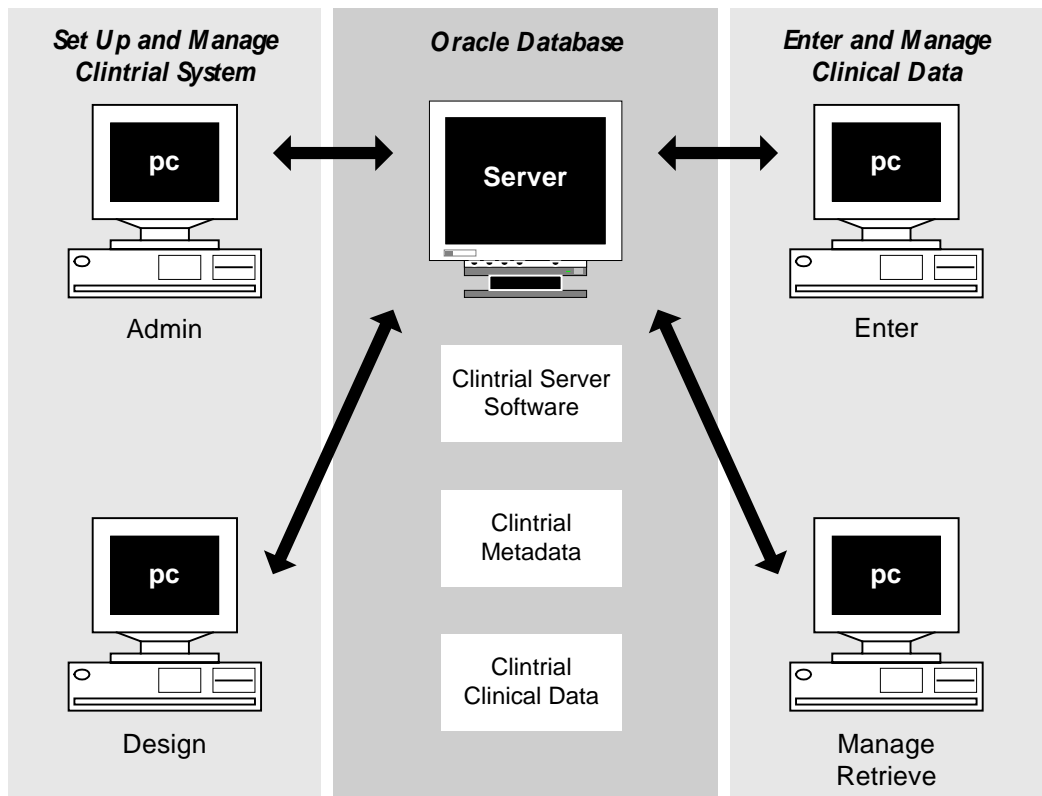 Set Up and Manage
Clintrial System
Oracle Database
Enter and Manage
Clinical Data
pc
Server
pc
Admin
Enter
Clintrial Server
Software
Clintrial
Metadata
pc
pc
Clintrial
Clinical Data
Design
Manage
Retrieve